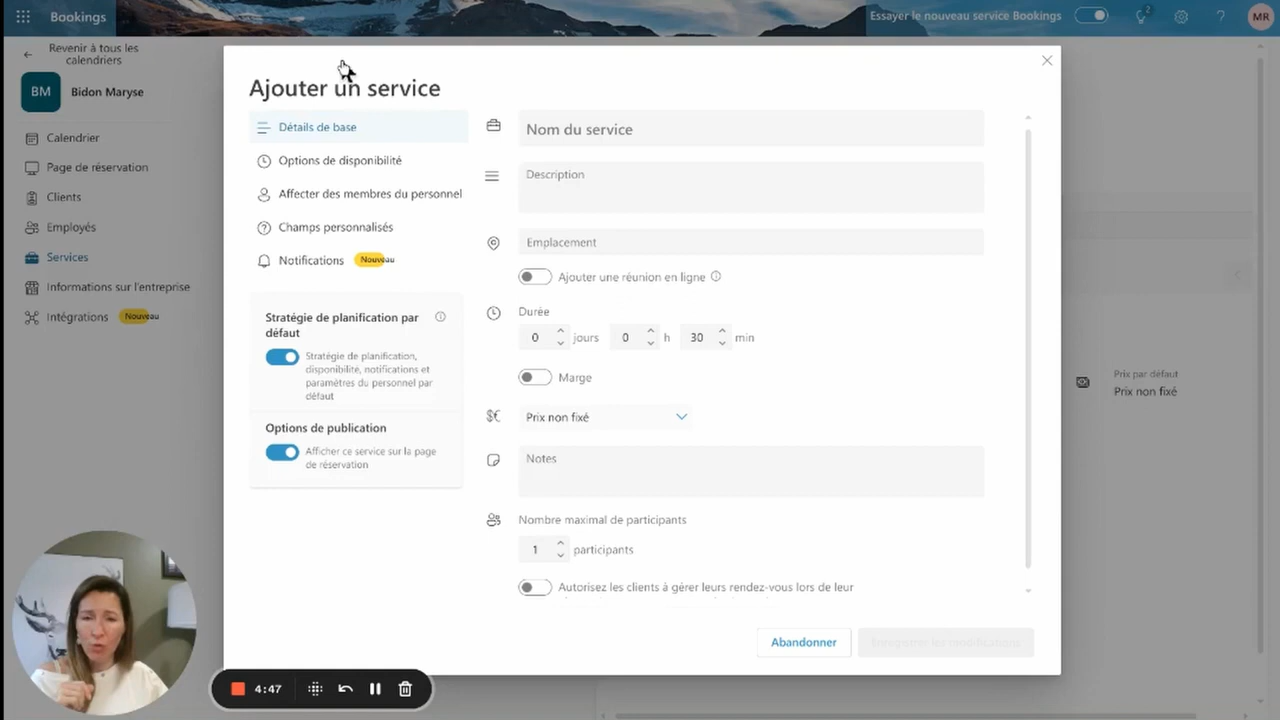 Bookings
Essayer le nouveau service Bookings
2
?
MR
Revenir à tous les
calendriers
BM
Bidon Maryse
Calendrier
Page de réservation
Clients
Employés
Services
Informations sur l'entreprise
Intégrations
Nouveau
Ajouter un service
Détails de base
Options de disponibilité
Affecter des membres du personnel
Champs personnalisés
Notifications
Nouveau
Stratégie de planification par
défaut
Stratégie de planification,
disponibilité, notifications et
paramètres du personnel par
défaut
Options de publication
Afficher ce service sur la page
de réservation
Nom du service
Description
Emplacement
Ajouter une réunion en ligne
Durée
0 jours 0 h 30 min
Marge
$€ Prix non fixé
Notes
Nombre maximal de participants
1 participants
Autorisez les clients à gérer leurs rendez-vous lors de leur
Abandonner
Enregistrer les modifications
Prix par défaut
Prix non fixé
4:47